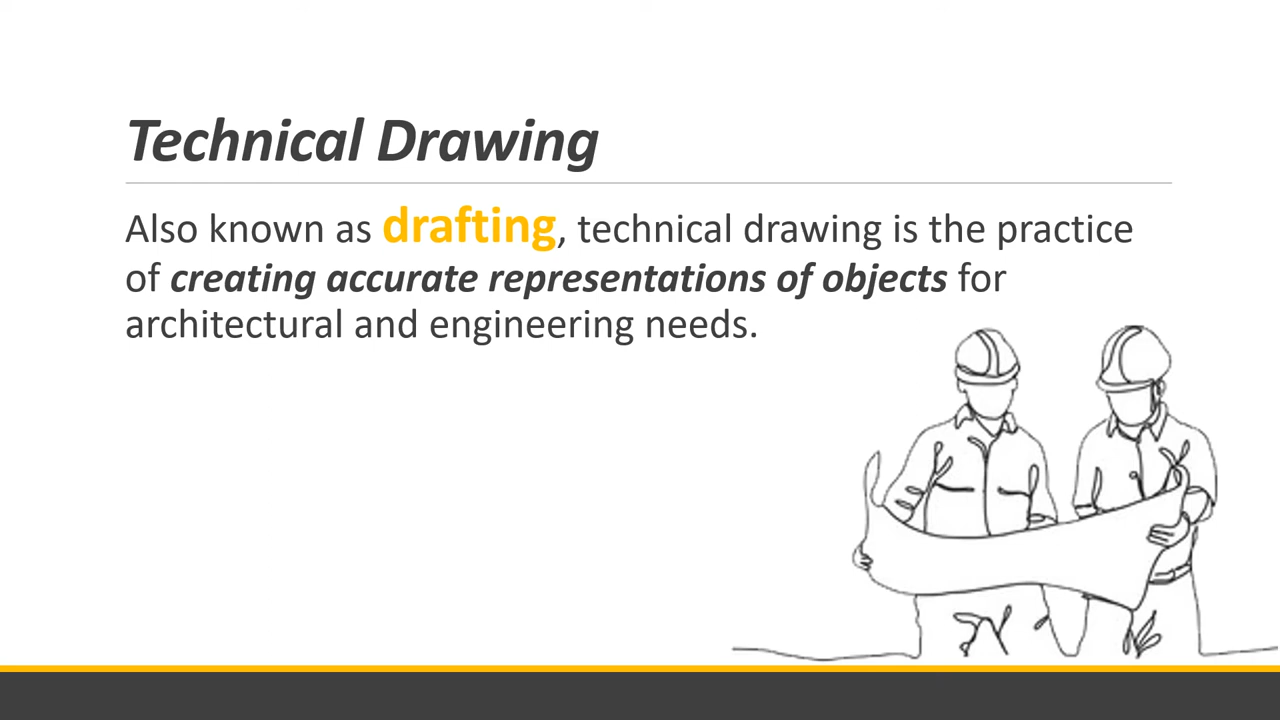 Technical Drawing
Also known as drafting, technical drawing is the practice
of creating accurate representations of objects for
architectural and engineering needs.